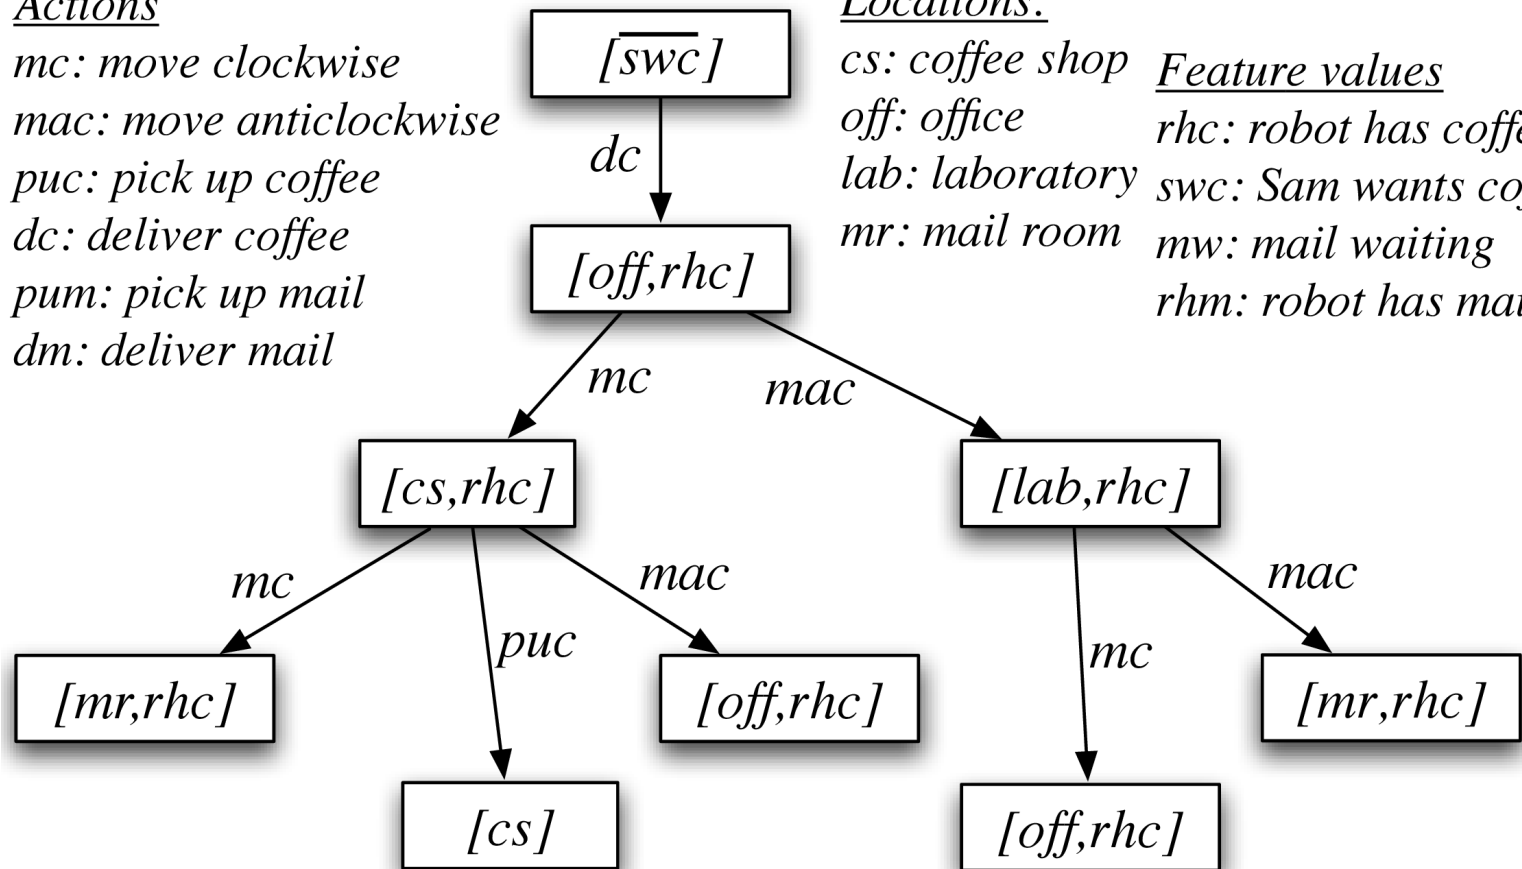 Actions
mc: move clockwise
mac: move anticlockwise
puc: pick up coffee
dc: deliver coffee
pum: pick up mail
dm: deliver mail
Locations:
cs: coffee shop
off: office
lab: laboratory
mr: mail room
Feature values
rhc: robot has coffe
swc: Sam wants co
mw: mail waiting
rhm: robot has mai
[s̅w̅c̅]
dc
[off,rhc]
mc
mac
[cs,rhc]
[lab,rhc]
mc
puc
mac
mc
mac
[mr,rhc]
[off,rhc]
[mr,rhc]
[cs]
[off,rhc]